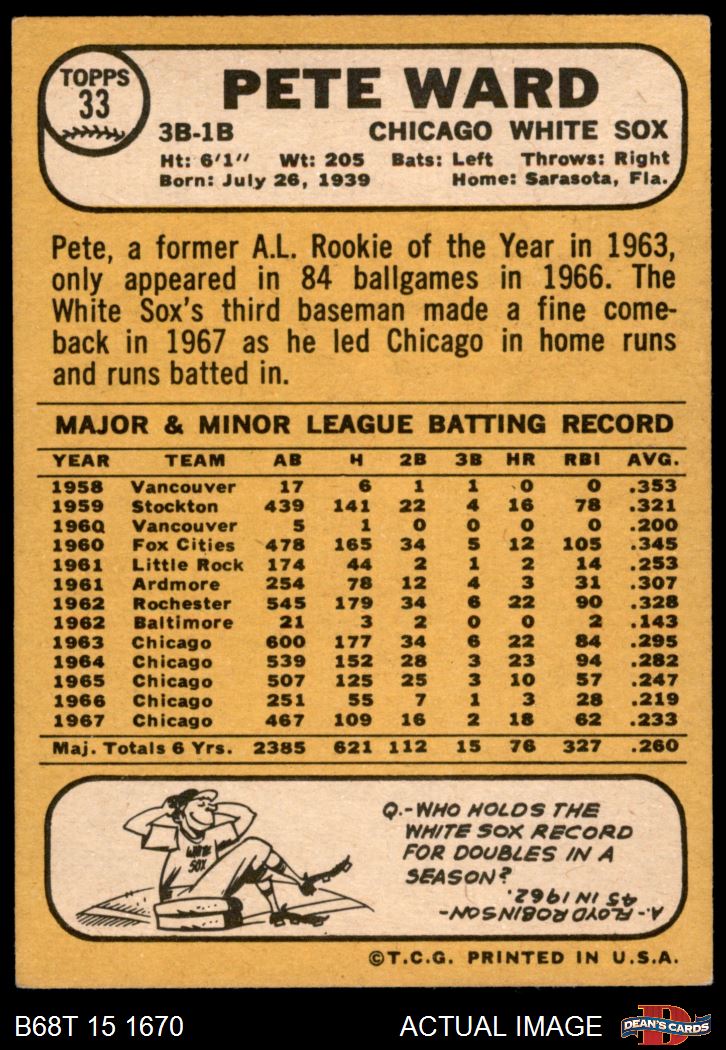 TOPPS
33
PETE WARD
3B-1B CHICAGO WHITE SOX
Ht: 6'1" Wt: 205 Bats: Left Throws: Right
Born: July 26, 1939 Home: Sarasota, Fla.
Pete, a former A.L. Rookie of the Year in 1963,
only appeared in 84 ballgames in 1966. The
White Sox's third baseman made a fine come-
back in 1967 as he led Chicago in home runs
and runs batted in.
MAJOR & MINOR LEAGUE BATTING RECORD
YEAR TEAM AB H 2B 3B HR RBI AVG.
1958 Vancouver 17 6 1 1 0 0 .353
1959 Stockton 439 141 22 4 16 78 .321
1960 Vancouver 5 1 0 0 0 0 .200
1960 Fox Cities 478 165 34 5 12 105 .345
1961 Little Rock 174 44 2 1 2 14 .253
1961 Ardmore 254 78 12 4 3 31 .307
1962 Rochester 545 179 34 6 22 90 .328
1962 Baltimore 21 3 2 0 0 2 .143
1963 Chicago 600 177 34 6 22 84 .295
1964 Chicago 539 152 28 3 23 94 .282
1965 Chicago 507 125 25 3 10 57 .247
1966 Chicago 251 55 7 1 3 28 .219
1967 Chicago 467 109 16 2 18 62 .233
Maj. Totals 6 Yrs. 2385 621 112 15 76 327 .260
WHITE
SOX
Q.-WHO HOLDS THE
WHITE SOX RECORD
FOR DOUBLES IN A
SEASON?
A.-FLOYD ROBINSON-
45 IN 1962.
©T.C.G. PRINTED IN U.S.A.
B68T 15 1670 ACTUAL IMAGE
D
DEAN'S CARDS